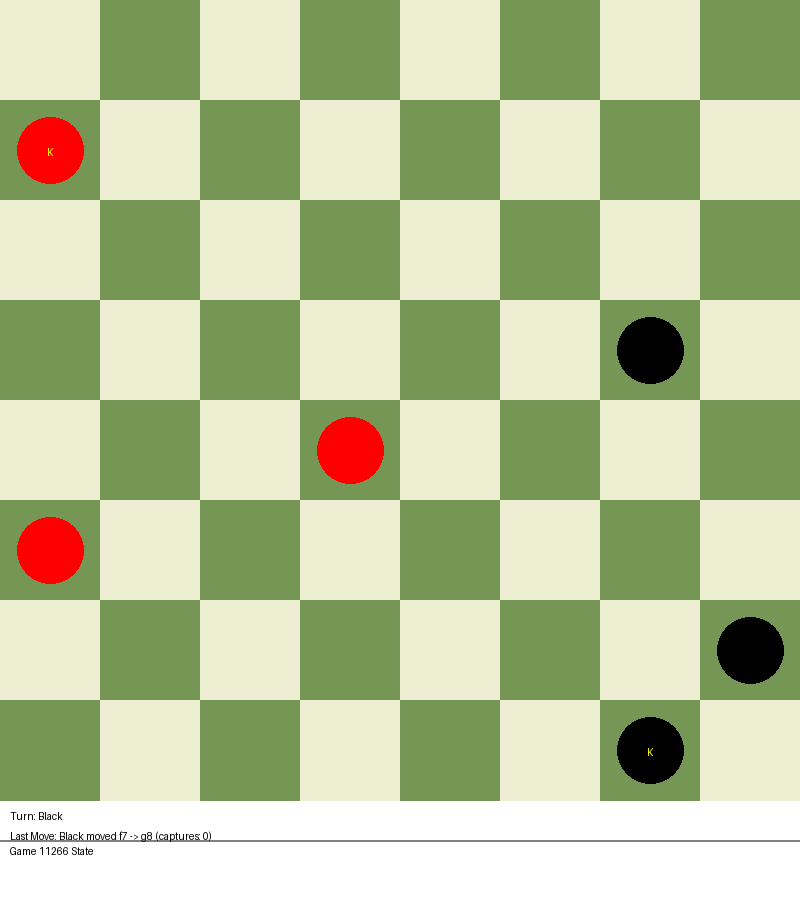 K
K
Turn: Black
Last Move: Black moved f7 -> g8 (captures: 0)
Game 11266 State